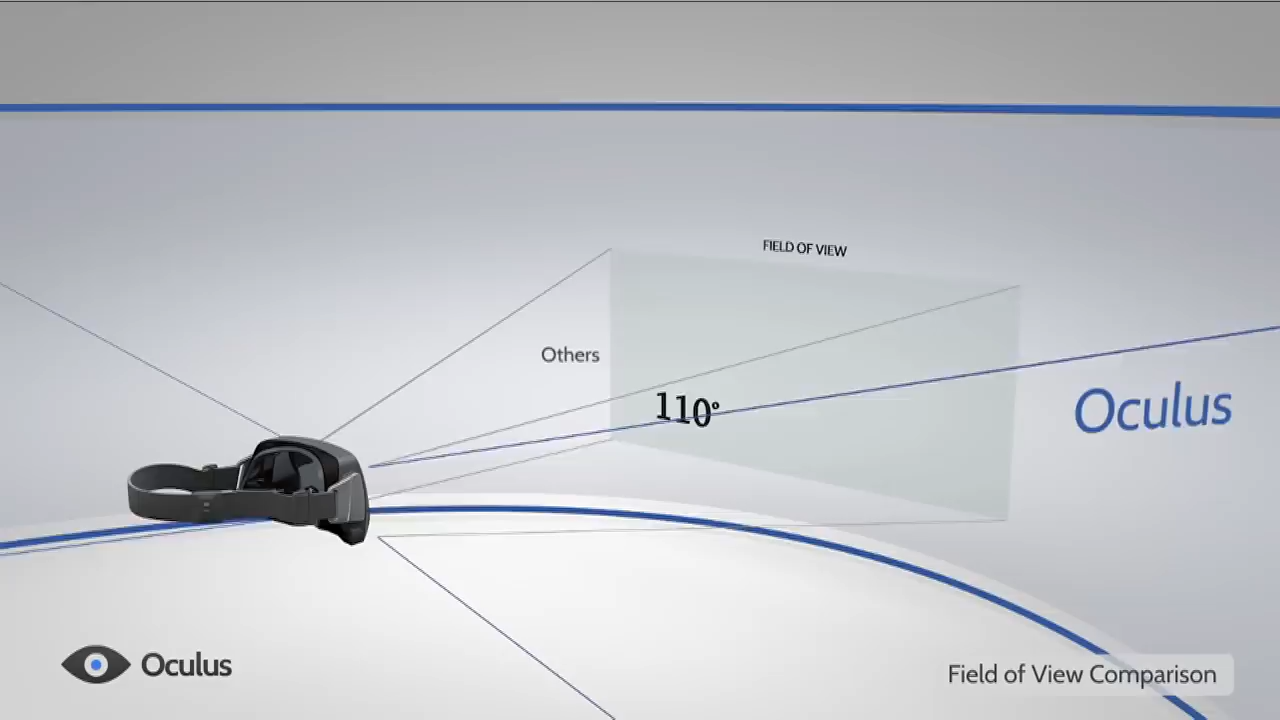 FIELD OF VIEW
Others
110°
Oculus
Oculus
Field of View Comparison